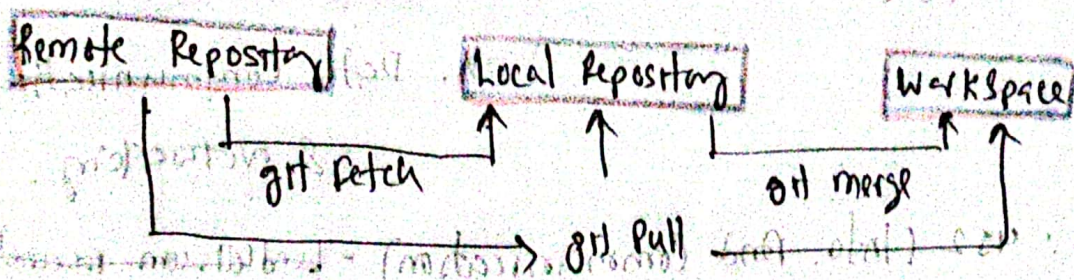 Remote Repository
Local Repository
Workspace
git Fetch
git merge
git Pull